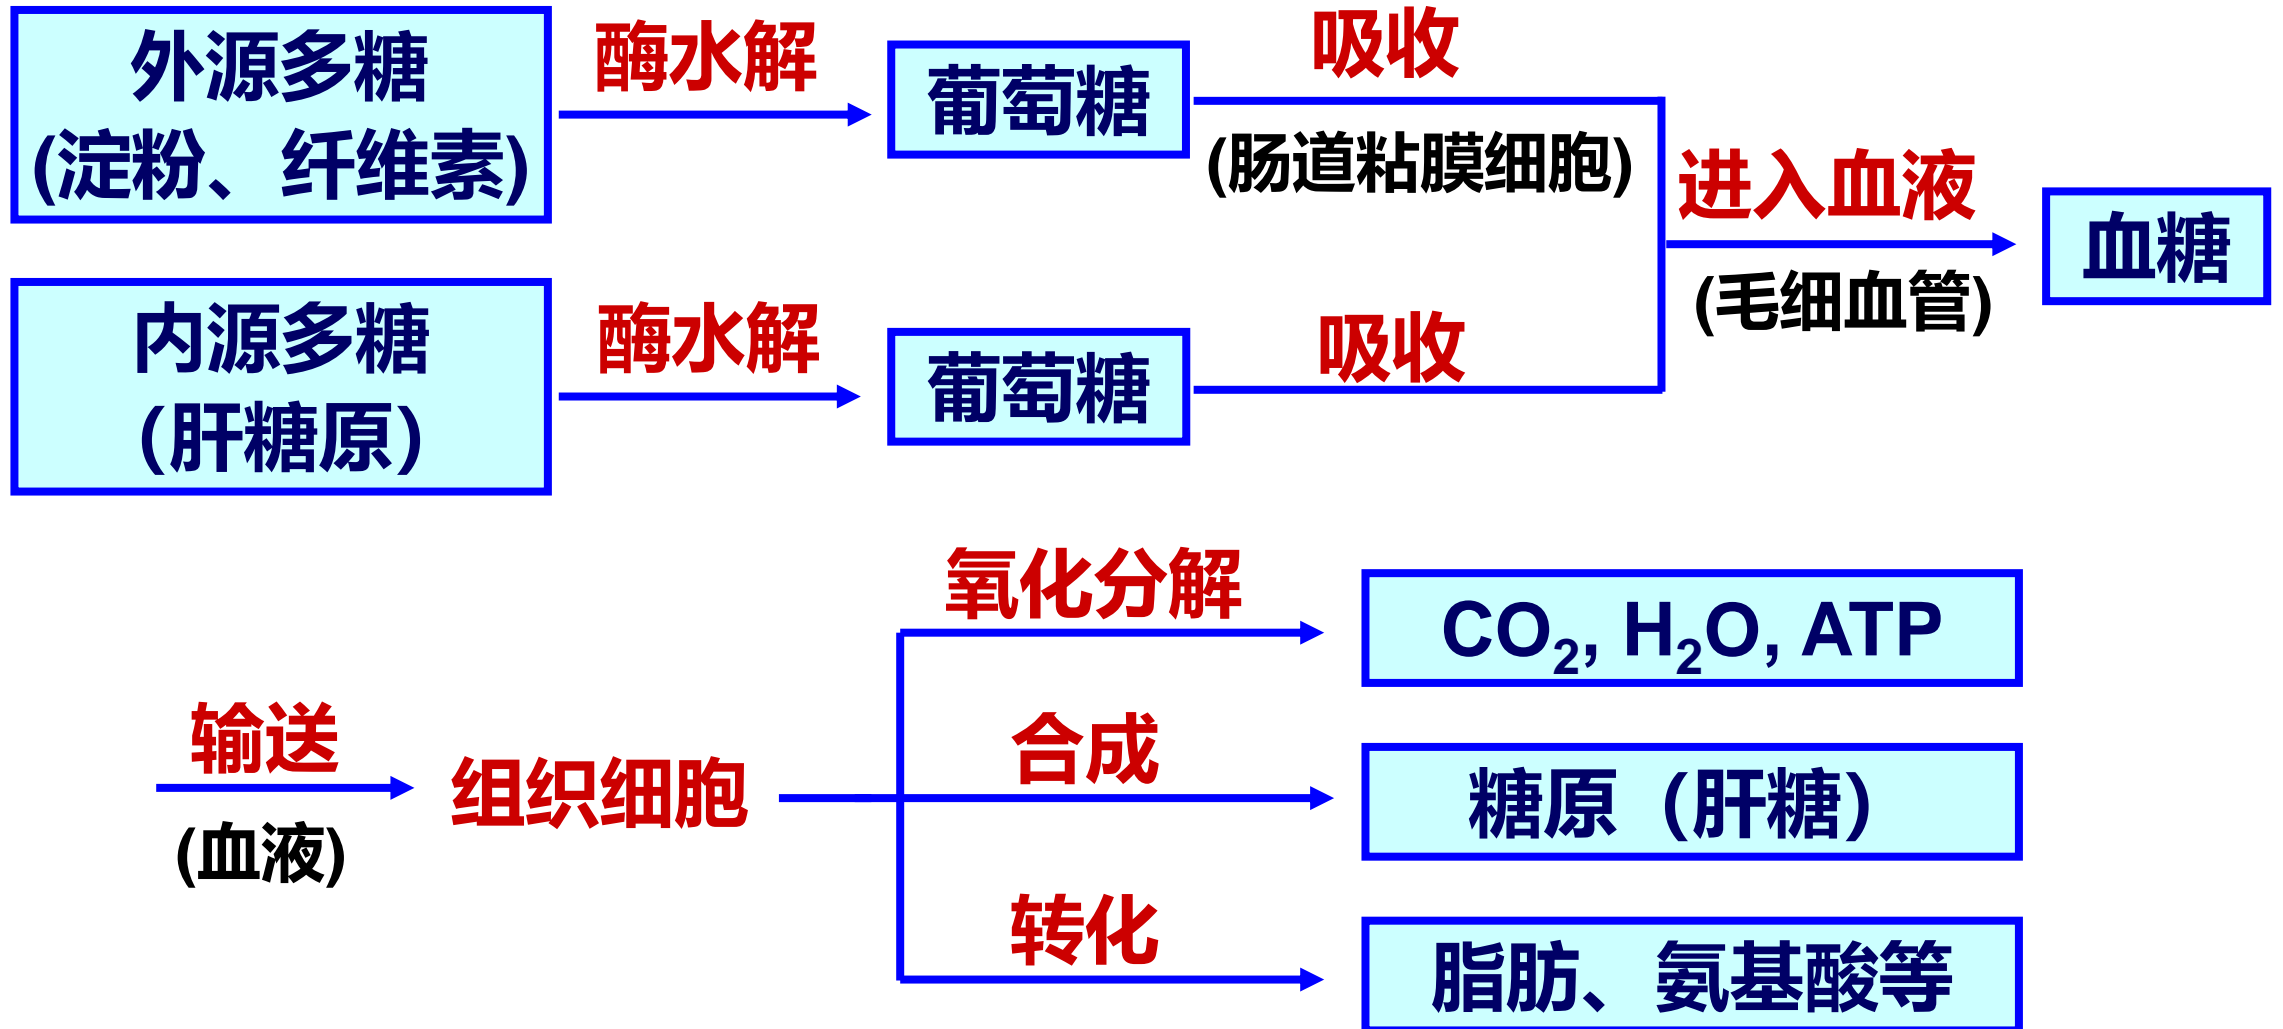 外源多糖
(淀粉、纤维素)
酶水解
葡萄糖
吸收
(肠道粘膜细胞)
进入血液
(毛细血管)
血糖
内源多糖
(肝糖原)
酶水解
葡萄糖
吸收
输送
(血液)
组织细胞
氧化分解
CO₂, H₂O, ATP
合成
糖原（肝糖）
转化
脂肪、氨基酸等